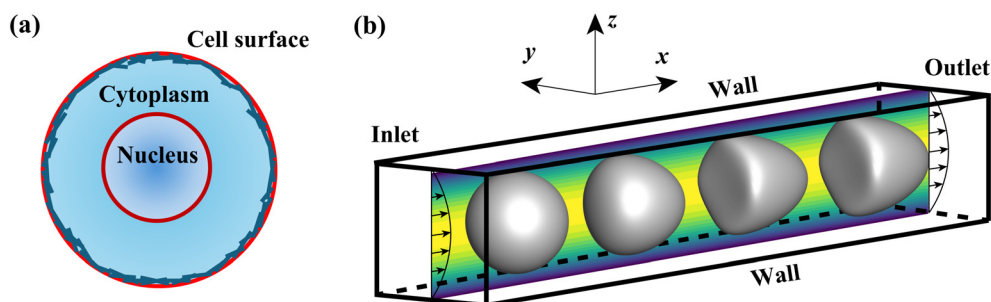 (a)
Cell surface
Cytoplasm
Nucleus
(b)
z
y
x
Wall
Outlet
Inlet
Wall